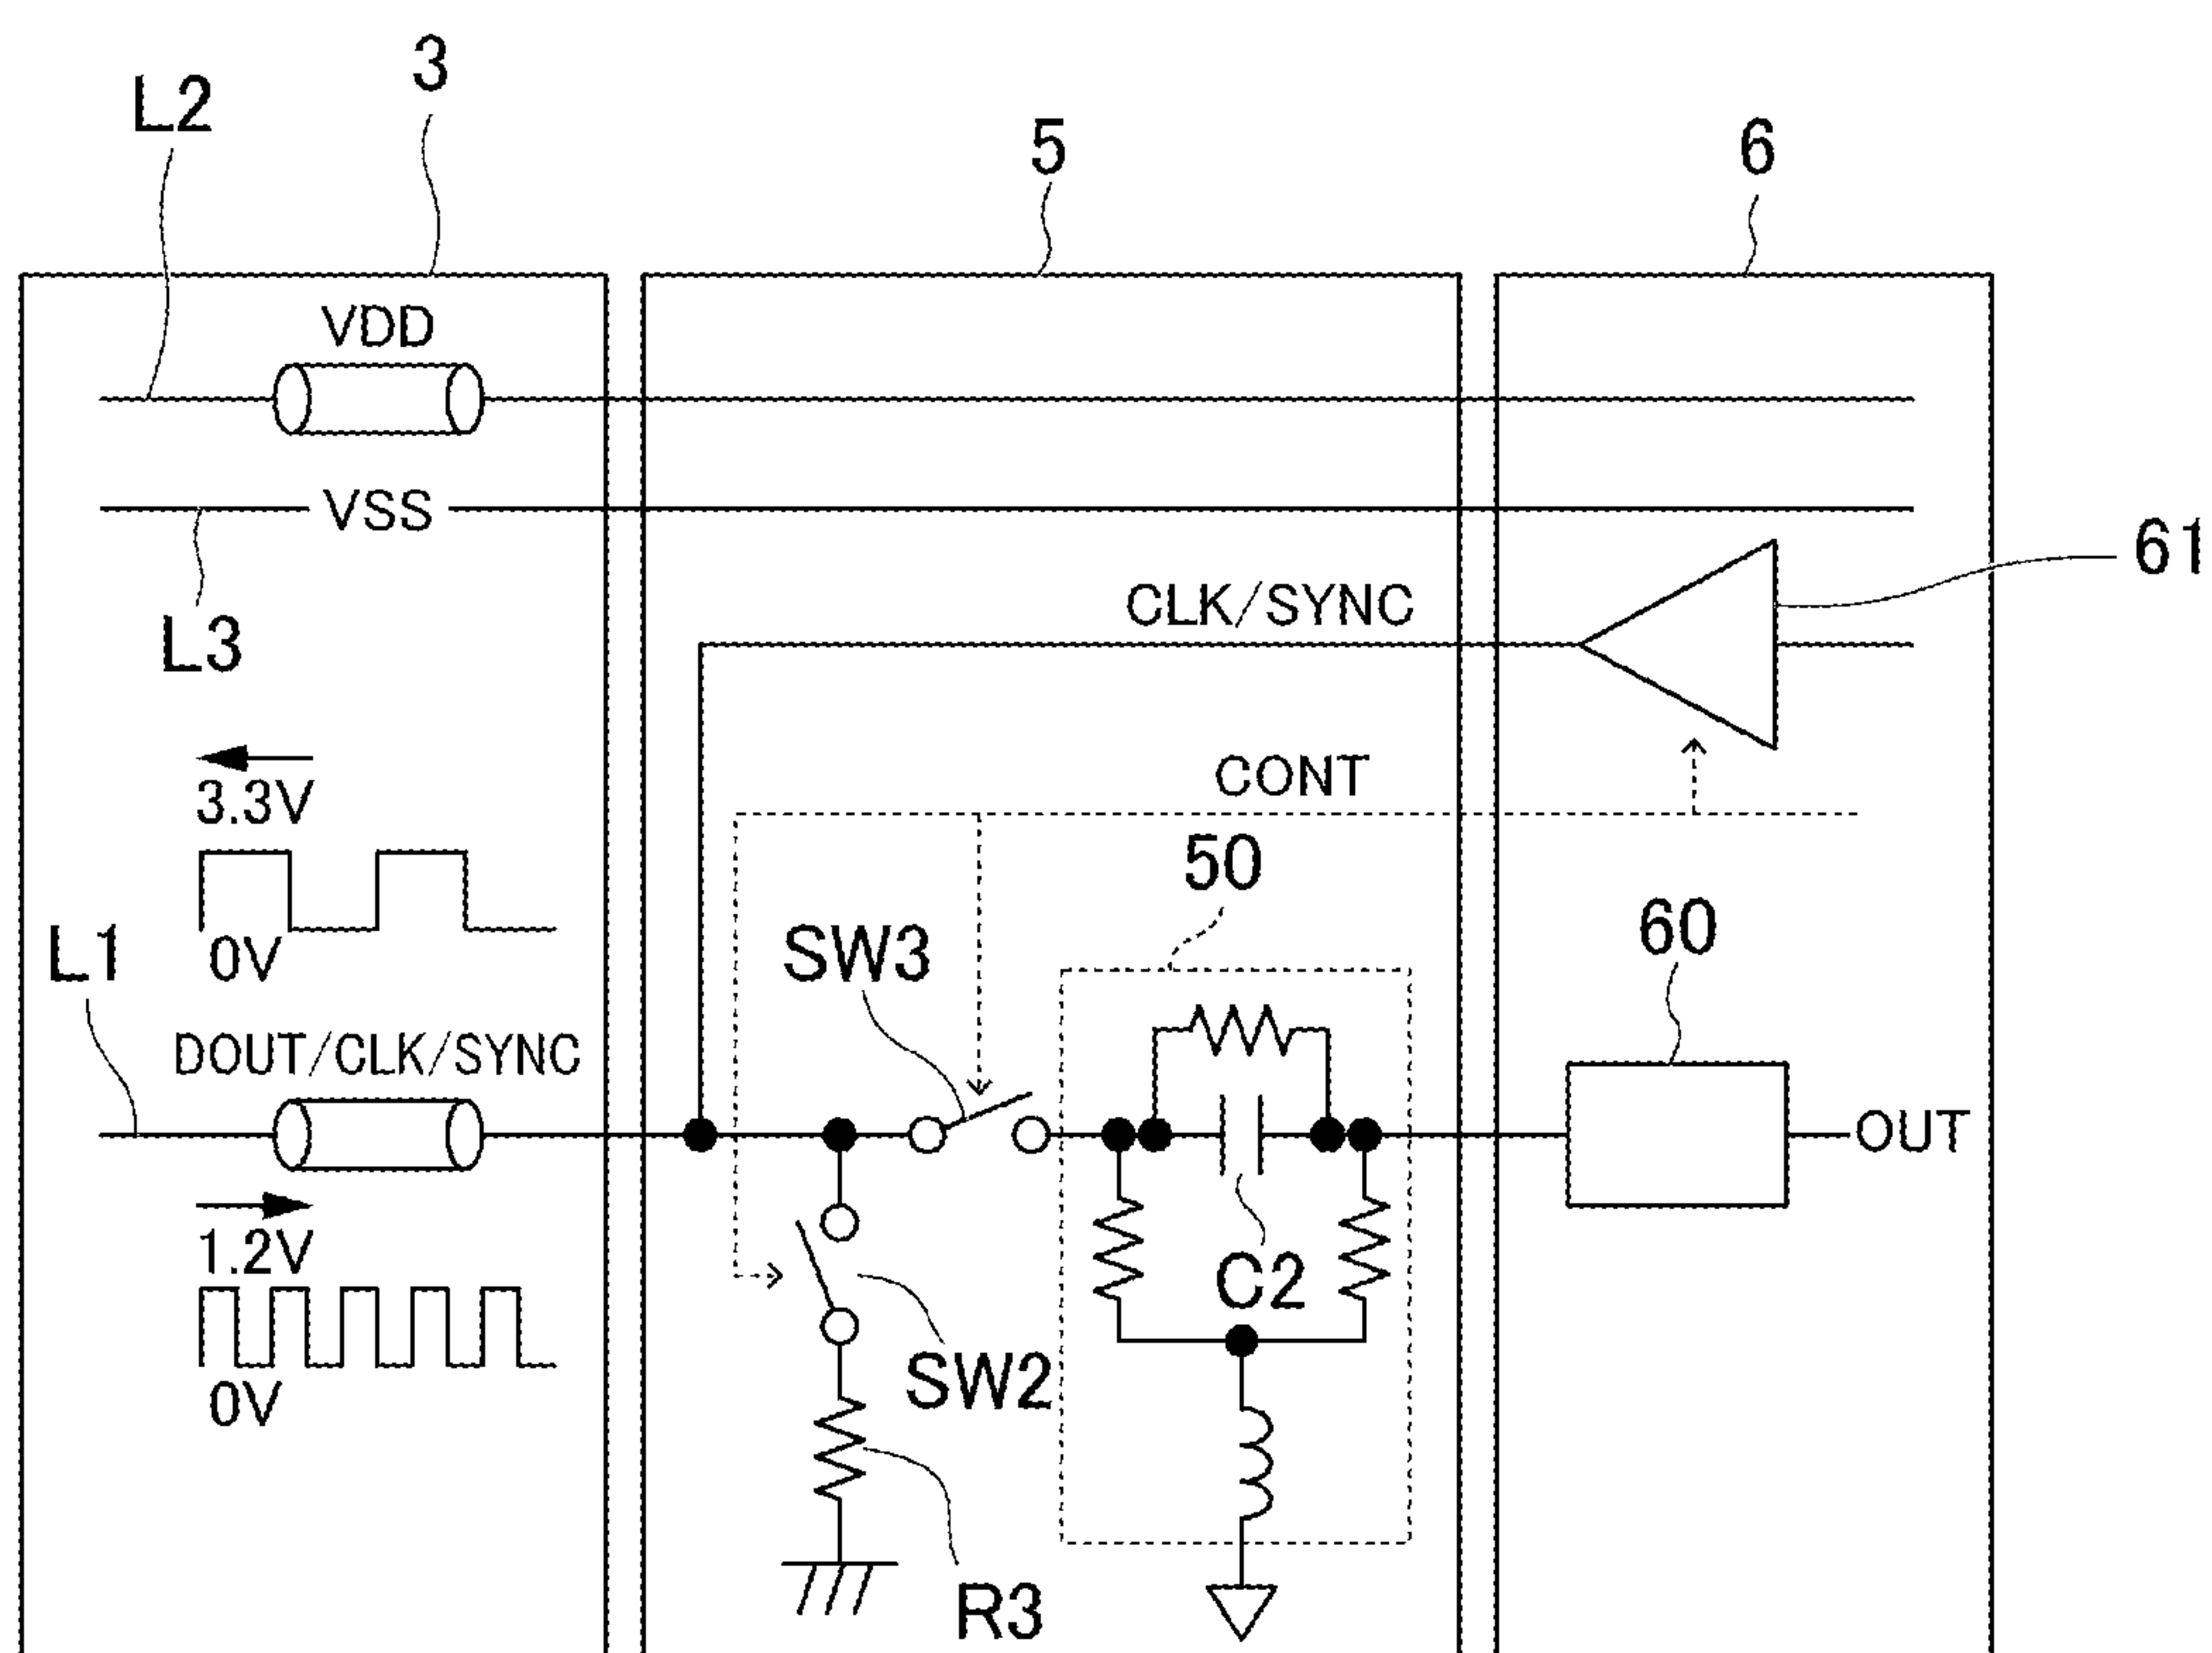 3
L2
5
6
VDD
VSS
61
CLK/SYNC
L3
3.3V
CONT
50
0V
L1
SW3
60
DOUT/CLK/SYNC
OUT
1.2V
C2
0V
SW2
R3